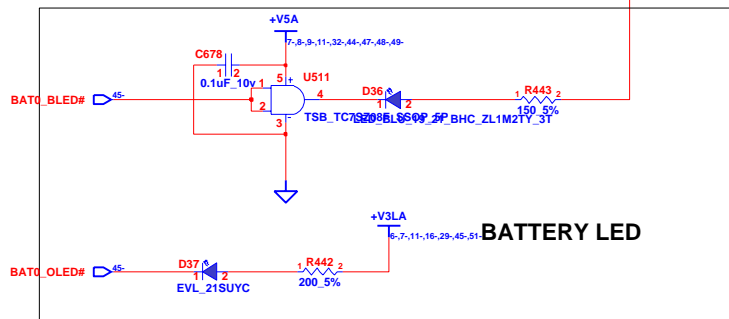 +V5A
7-,8-,9-,11-,32-,44-,47-,48-,49-
C678
1 2
0.1uF_10v
5 +
U511
BAT0_BLED# 45-
1
2
4
3 -
D36
1 2
R443
1 2
150_5%
TSB_TC7SZ08F_SSOP_5P
LED_BLU_19_21_BHC_ZL1M2TY_3T
+V3LA
6-,7-,11-,16-,29-,45-,51-
BATTERY LED
BAT0_OLED# 45-
D37
1 2
EVL_21SUYC
R442
1 2
200_5%